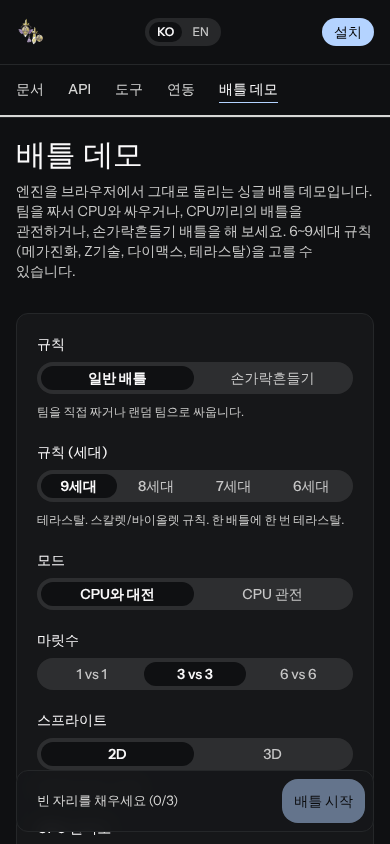 KO EN 설치
문서 API 도구 연동 배틀 데모
배틀 데모
엔진을 브라우저에서 그대로 돌리는 싱글 배틀 데모입니다.
팀을 짜서 CPU와 싸우거나, CPU끼리의 배틀을
관전하거나, 손가락흔들기 배틀을 해 보세요. 6~9세대 규칙
(메가진화, Z기술, 다이맥스, 테라스탈)을 고를 수
있습니다.
규칙
일반 배틀 손가락흔들기
팀을 직접 짜거나 랜덤 팀으로 싸웁니다.
규칙 (세대)
9세대 8세대 7세대 6세대
테라스탈. 스칼렛/바이올렛 규칙. 한 배틀에 한 번 테라스탈.
모드
CPU와 대전 CPU 관전
마릿수
1 vs 1 3 vs 3 6 vs 6
스프라이트
2D 3D
빈 자리를 채우세요 (0/3) 배틀 시작